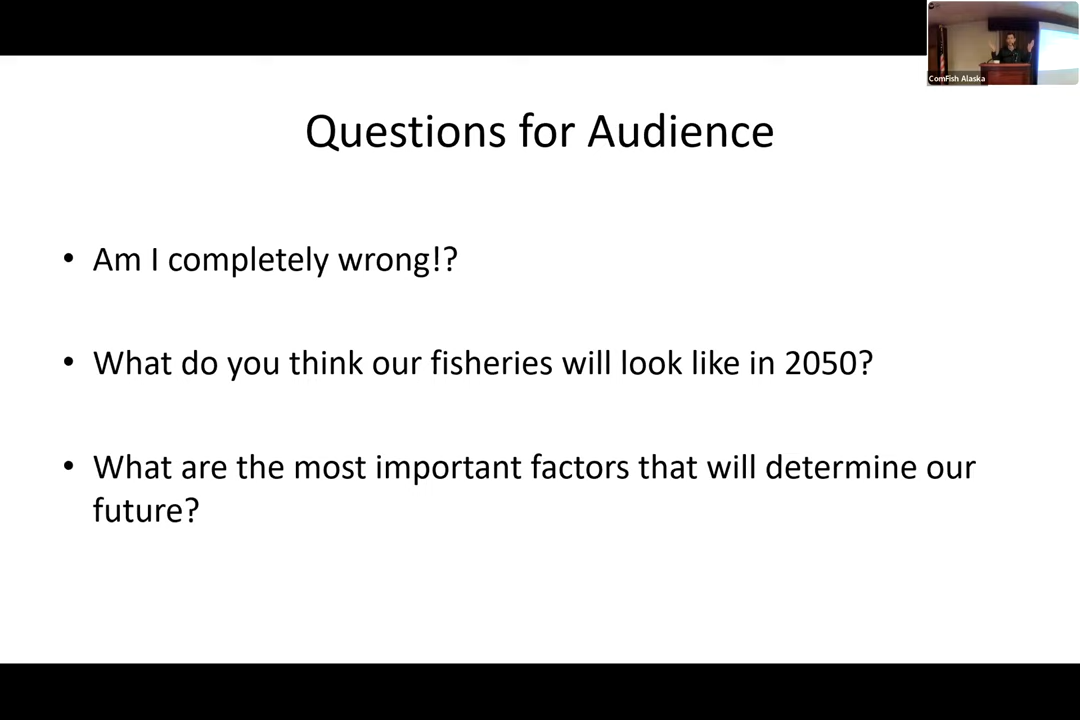 ComFish Alaska
Questions for Audience
• Am I completely wrong!?
• What do you think our fisheries will look like in 2050?
• What are the most important factors that will determine our
future?